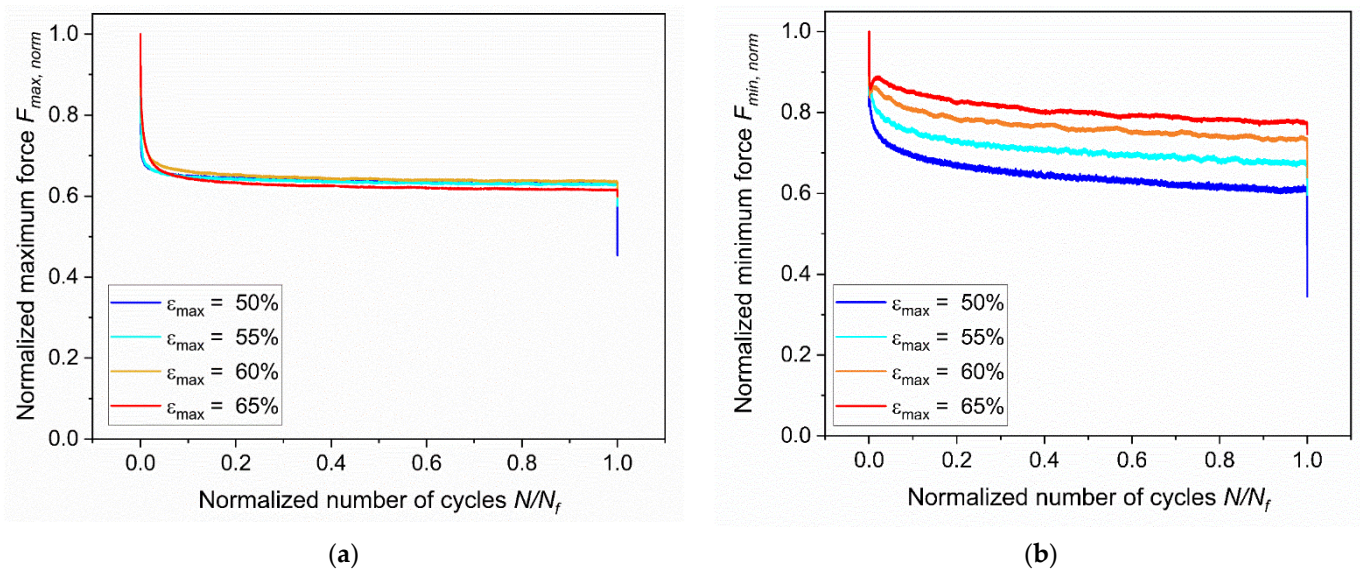 Normalized maximum force Fmax, norm
1.0
0.8
0.6
0.4
0.2
0.0
εmax = 50%
εmax = 55%
εmax = 60%
εmax = 65%
0.0 0.2 0.4 0.6 0.8 1.0
Normalized number of cycles N/Nf
(a)
Normalized minimum force Fmin, norm
1.0
0.8
0.6
0.4
0.2
0.0
εmax = 50%
εmax = 55%
εmax = 60%
εmax = 65%
0.0 0.2 0.4 0.6 0.8 1.0
Normalized number of cycles N/Nf
(b)